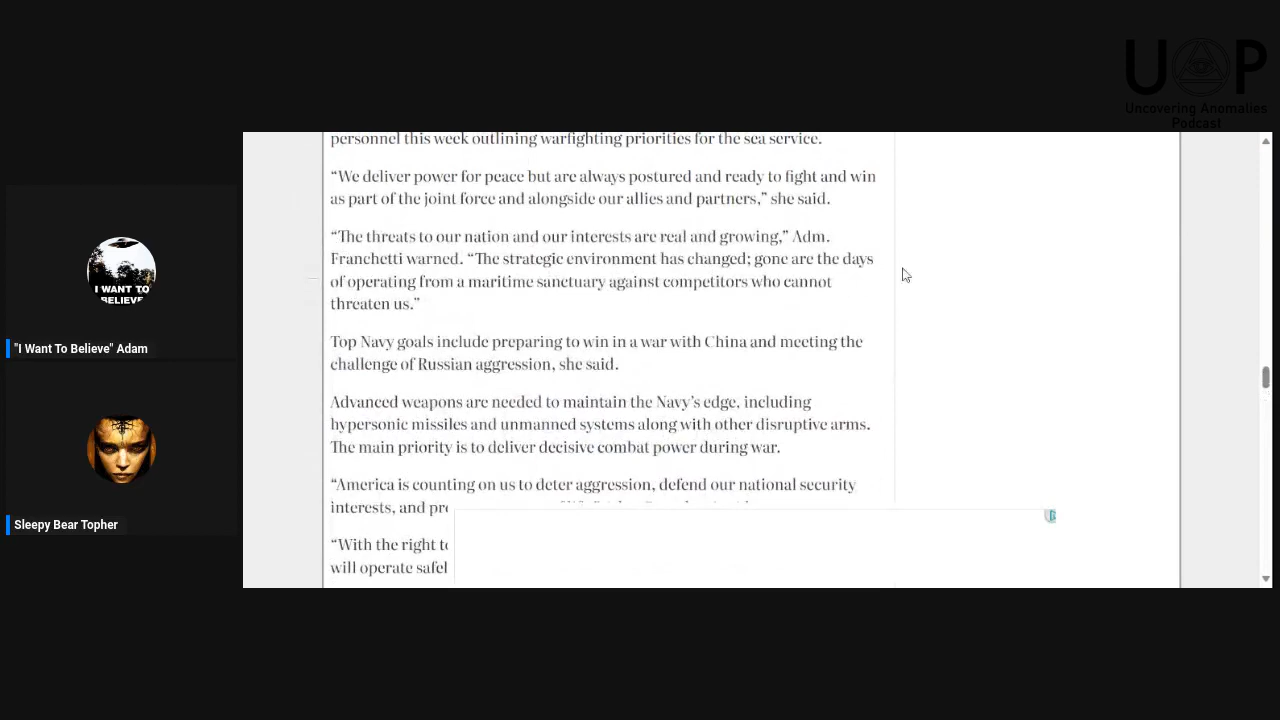 U P
Uncovering Anomalies
Podcast
personnel this week outlining warfighting priorities for the sea service.
“We deliver power for peace but are always postured and ready to fight and win
as part of the joint force and alongside our allies and partners,” she said.
“The threats to our nation and our interests are real and growing,” Adm.
Franchetti warned. “The strategic environment has changed; gone are the days
of operating from a maritime sanctuary against competitors who cannot
threaten us.”
Top Navy goals include preparing to win in a war with China and meeting the
challenge of Russian aggression, she said.
Advanced weapons are needed to maintain the Navy’s edge, including
hypersonic missiles and unmanned systems along with other disruptive arms.
The main priority is to deliver decisive combat power during war.
“America is counting on us to deter aggression, defend our national security
interests, and
“With the right
will operate
I WANT TO
BELIEVE
"I Want To Believe" Adam
Sleepy Bear Topher